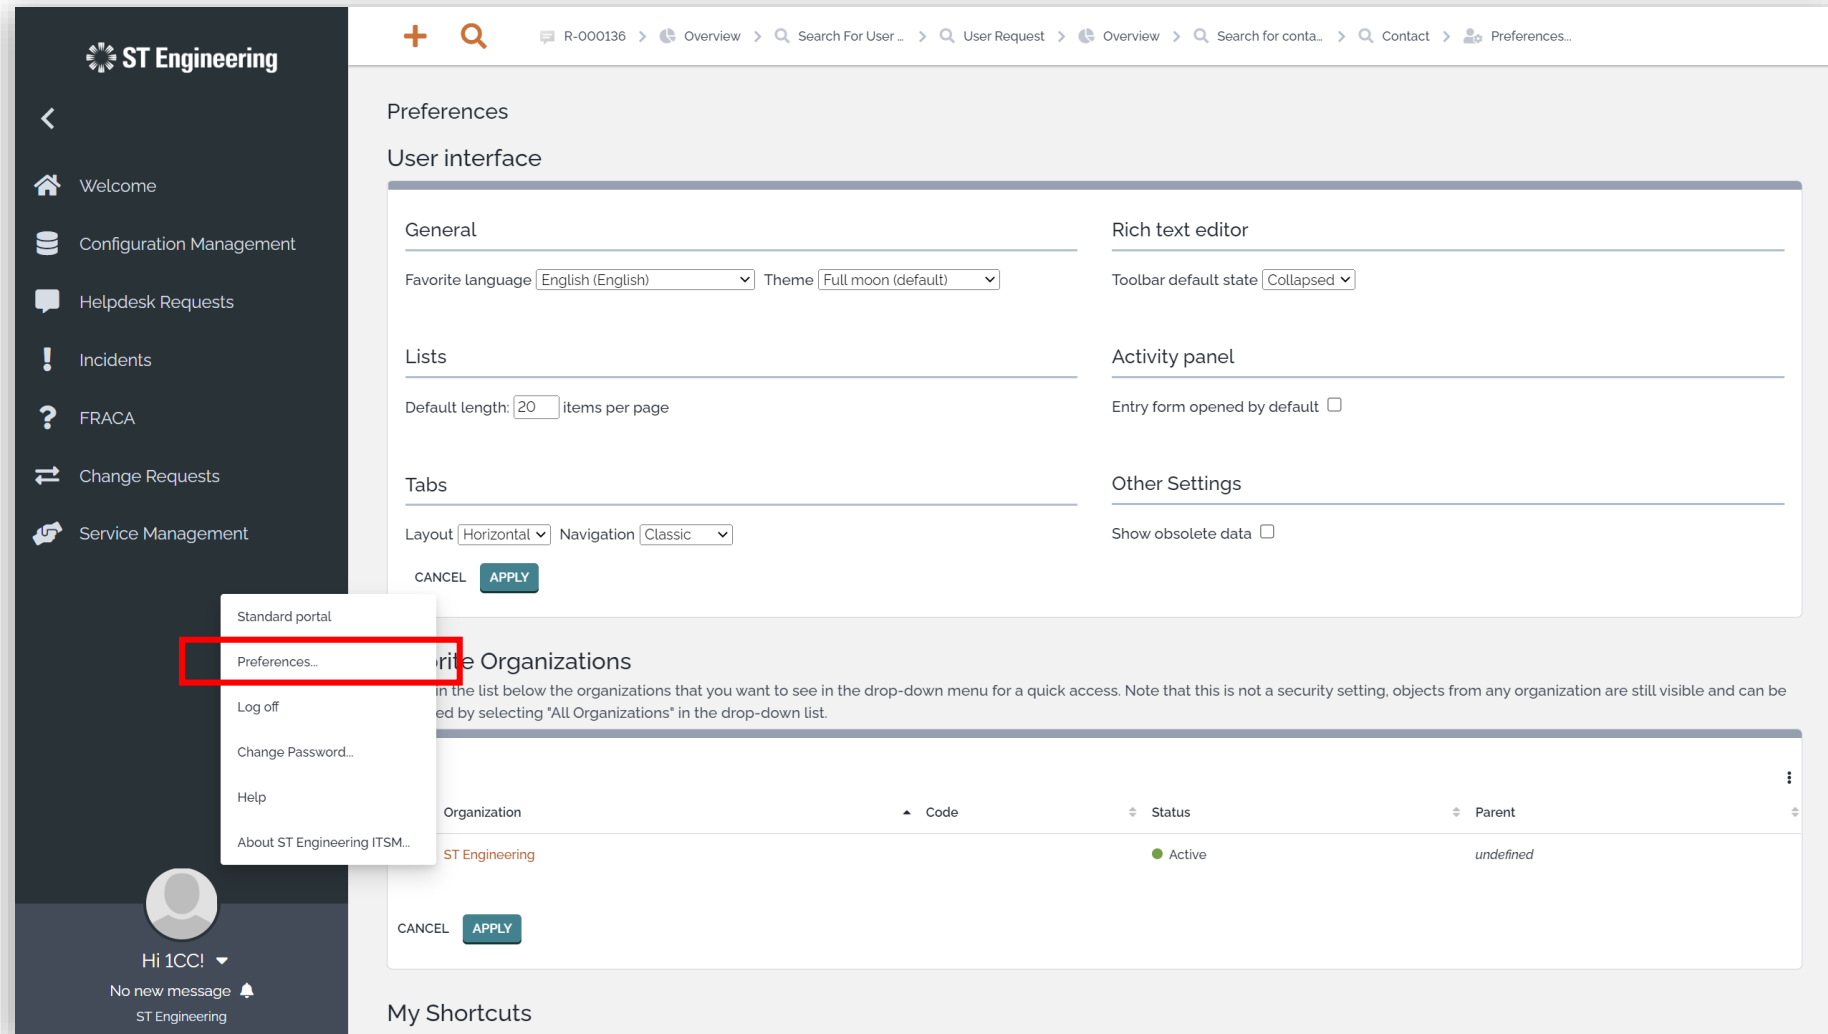 ST Engineering
R-000136 > Overview > Search For User ... > User Request > Overview > Search for conta... > Contact > Preferences...
Welcome
Configuration Management
Helpdesk Requests
Incidents
FRACA
Change Requests
Service Management
Standard portal
Preferences...
Log off
Change Password...
Help
About ST Engineering ITSM...
Hi 1CC!
No new message
ST Engineering
Preferences
User interface
General
Favorite language English (English) Theme Full moon (default)
Rich text editor
Toolbar default state Collapsed
Lists
Default length: 20 items per page
Activity panel
Entry form opened by default
Tabs
Layout Horizontal Navigation Classic
Other Settings
Show obsolete data
CANCEL APPLY
Organizations
in the list below the organizations that you want to see in the drop-down menu for a quick access. Note that this is not a security setting, objects from any organization are still visible and can be
by selecting "All Organizations" in the drop-down list.
Organization Code Status Parent
ST Engineering Active undefined
CANCEL APPLY
My Shortcuts